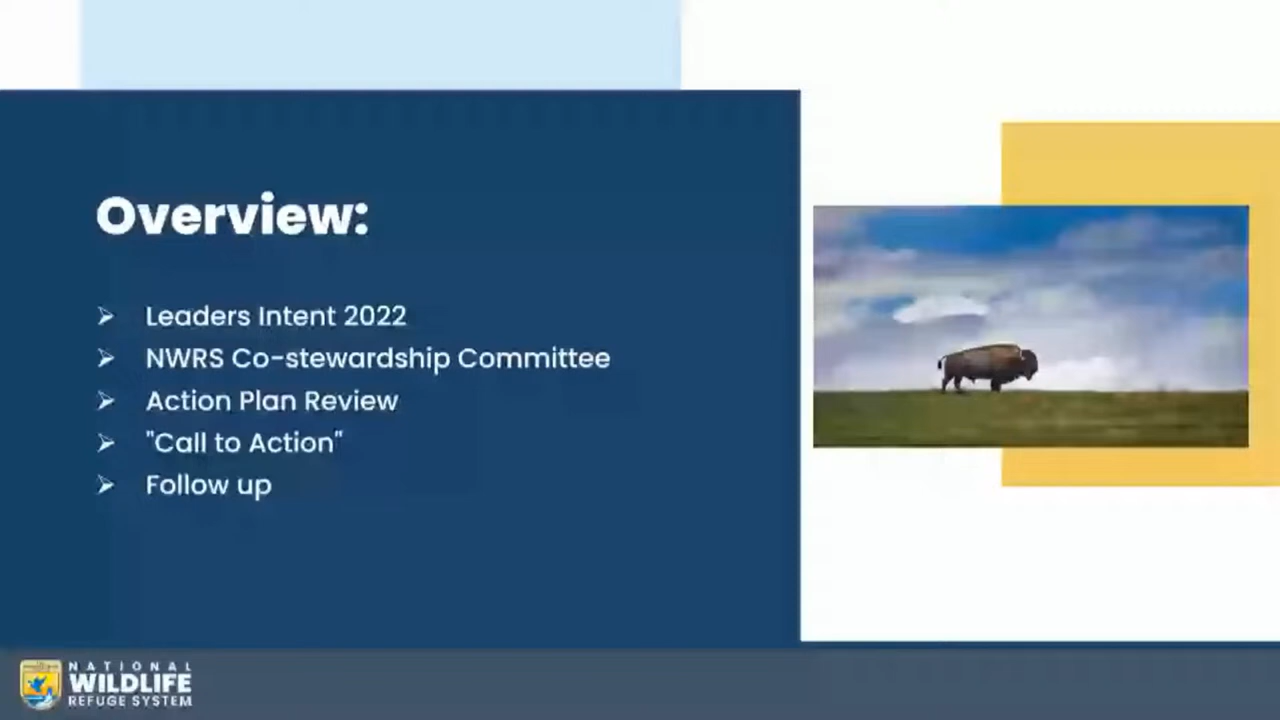 Overview:
Leaders Intent 2022
NWRS Co-stewardship Committee
Action Plan Review
"Call to Action"
Follow up
NATIONAL
WILDLIFE
REFUGE SYSTEM